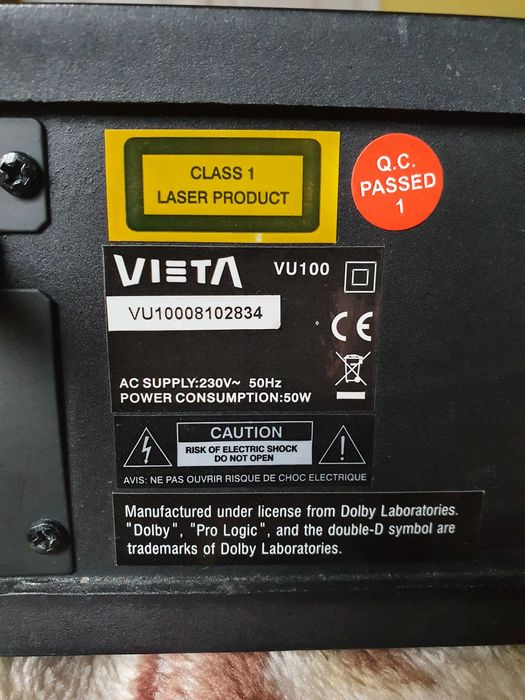 CLASS 1
LASER PRODUCT
Q.C.
PASSED
1
VIETA VU100
VU10008102834
CE
AC SUPPLY:230V~ 50Hz
POWER CONSUMPTION:50W
CAUTION
RISK OF ELECTRIC SHOCK
DO NOT OPEN
AVIS: NE PAS OUVRIR RISQUE DE CHOC ELECTRIQUE
Manufactured under license from Dolby Laboratories.
"Dolby", "Pro Logic", and the double-D symbol are
trademarks of Dolby Laboratories.